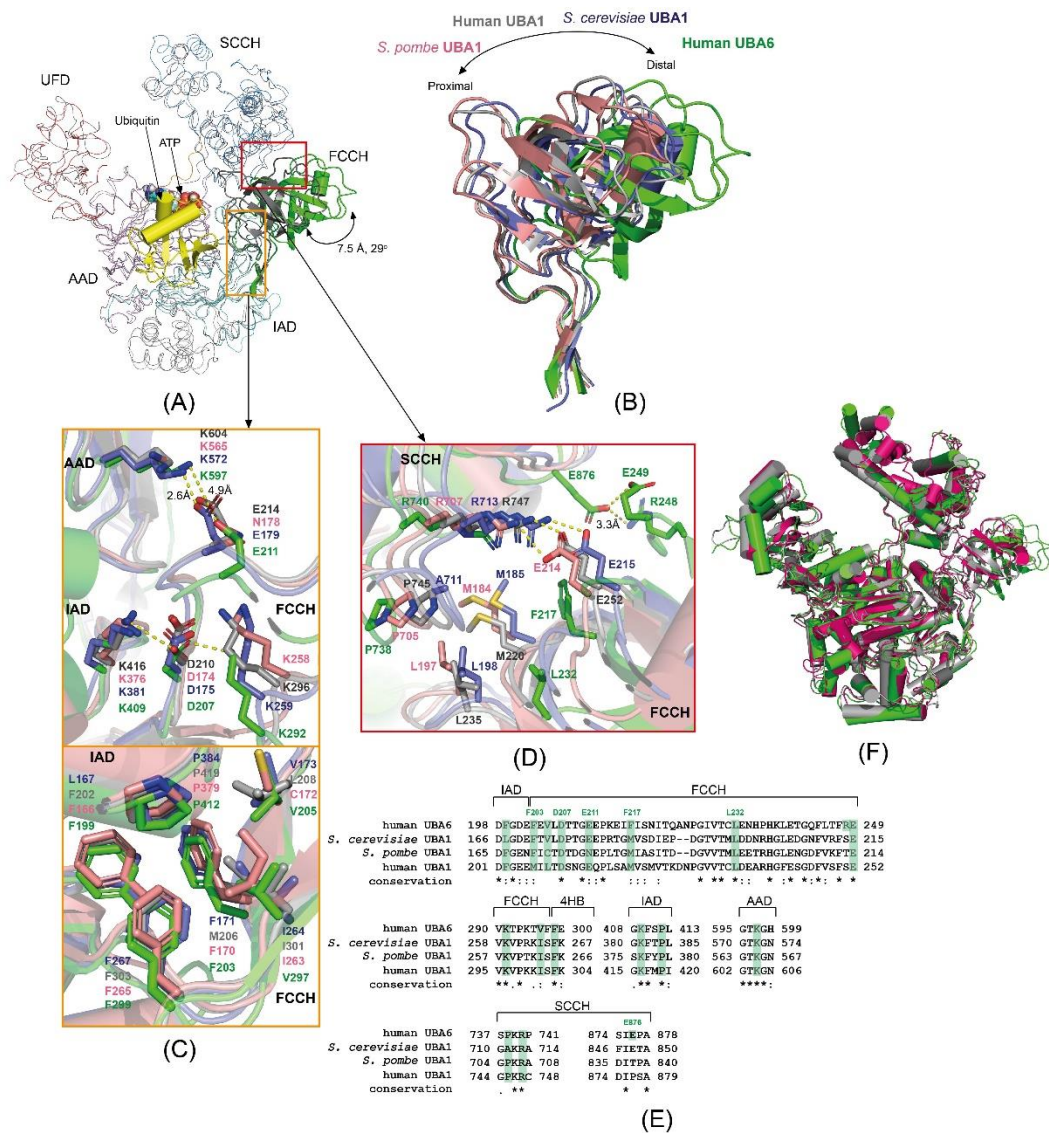 SCCH
UFD
Ubiquitin
ATP
FCCH
7.5 Å, 29°
AAD
IAD
(A)
Human UBA1
S. cerevisiae UBA1
S. pombe UBA1
Human UBA6
Proximal
Distal
(B)
K604
K565
AAD
K572
K597
2.6Å
4.9Å
E214
N178
E179
E211
IAD
FCCH
K416
K376
K381
K409
D210
D174
D175
D207
K258
K296
K259
K292
IAD
L167
F202
F166
F199
P384
P419
P379
P412
V173
L208
C172
V205
F267
F303
F265
F299
F171
M206
F170
F203
I264
I301
I263
V297
FCCH
(C)
SCCH
E876
E249
R740 R707 R713 R747
R248
3.3Å
E214
E215
E252
P745
A711
M184
M185
F217
P705
P738
M220
L197
L198
L232
L235
FCCH
(D)
(F)
IAD FCCH
F203 D207 E211 F217 L232
human UBA6 198 DFGDEFEVLDTTGEEPKEIFISNITQANPGIVTCLENHPHKLETGQFLTFRE 249
S. cerevisiae UBA1 166 DLGDEFTVLDPTGEEPRTGMVSDIEP--DGTVTMLDDNRHGLEDGNFVRFSE 215
S. pombe UBA1 165 DFGENFICTDTDGNEPLTGMIASITD--DGVVTMLEETRHGLENGDFVKFTE 214
human UBA1 201 DFGEEMILTDSNGEQPLSAMVSMVTKDNPGVVTCLDEARHGFESGDFVSFSE 252
conservation
FCCH 4HB IAD AAD
human UBA6 290 VKTPKTVFFE 300 408 GKFSPL 413 595 GTKGH 599
S. cerevisiae UBA1 258 VKVPRKISFK 267 380 GKFTPL 385 570 GTKGN 574
S. pombe UBA1 257 VKTPKKISFK 266 375 SKFYPL 380 563 GTKGN 567
human UBA1 295 VKVPKKISFK 304 415 GKFMPI 420 602 GTKGN 606
conservation
SCCH
E876
human UBA6 737 SPKRP 741 874 SIEPA 878
S. cerevisiae UBA1 710 GAKRA 714 846 FIETA 850
S. pombe UBA1 704 GPKRA 708 835 DITPA 840
human UBA1 744 GPKRC 748 874 DIPSA 879
conservation
(E)